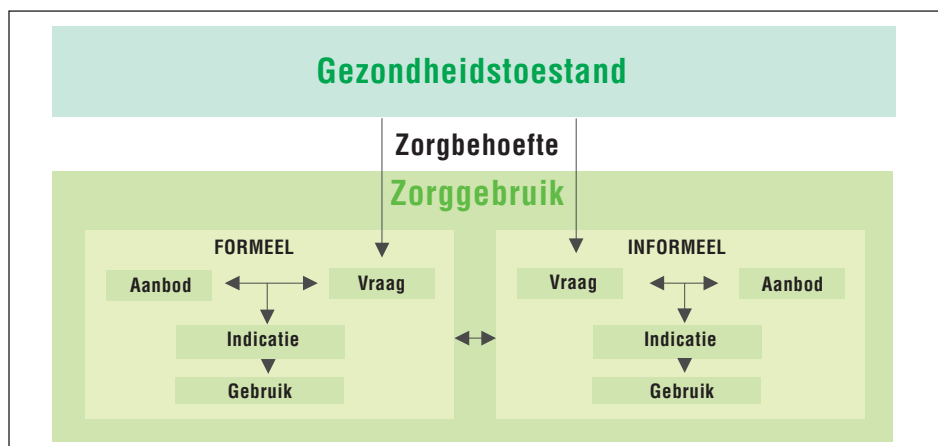 Gezondheidstoestand
Zorgbehoefte
Zorggebruik
FORMEEL
Aanbod
Vraag
Indicatie
Gebruik
INFORMEEL
Vraag
Aanbod
Indicatie
Gebruik